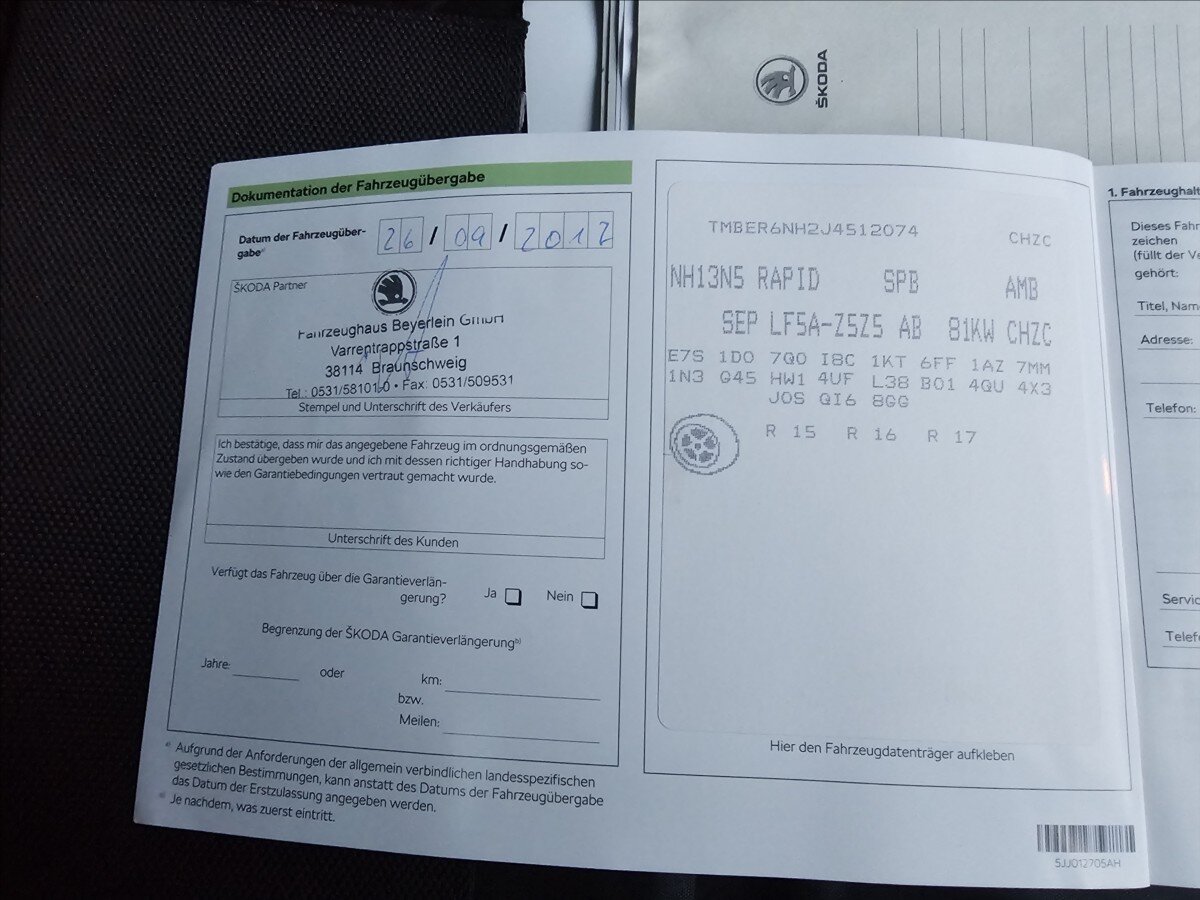 ŠKODA
Dokumentation der Fahrzeugübergabe
Datum der Fahrzeugüber-
gabeᵃ⁾
26 / 09 / 2017
ŠKODA Partner
Fahrzeughaus Beyerlein GmbH
Varrentrappstraße 1
38114 Braunschweig
Tel.: 0531/581010 • Fax: 0531/509531
Stempel und Unterschrift des Verkäufers
Ich bestätige, dass mir das angegebene Fahrzeug im ordnungsgemäßen
Zustand übergeben wurde und ich mit dessen richtiger Handhabung so-
wie den Garantiebedingungen vertraut gemacht wurde.
Unterschrift des Kunden
Verfügt das Fahrzeug über die Garantieverlän-
gerung?
Ja
Nein
Begrenzung der ŠKODA Garantieverlängerungᵇ⁾
Jahre:
oder
km:
bzw.
Meilen:
ᵃ⁾ Aufgrund der Anforderungen der allgemein verbindlichen landesspezifischen
gesetzlichen Bestimmungen, kann anstatt des Datums der Fahrzeugübergabe
das Datum der Erstzulassung angegeben werden.
Je nachdem, was zuerst eintritt.
TMBER6NH2J4512074 CHZC
NH13N5 RAPID SPB AMB
SEP LF5A-Z5Z5 AB 81KW CHZC
E7S 1D0 7Q0 I8C 1KT 6FF 1AZ 7MM
1N3 G45 HW1 4UF L38 B01 4QU 4X3
J0S QI6 8GG
R 15 R 16 R 17
Hier den Fahrzeugdatenträger aufkleben
5JJ012705AH
1. Fahrzeughalt
Dieses Fahr
zeichen
(füllt der Ve
gehört:
Titel, Nam
Adresse:
Telefon:
Servic
Telef